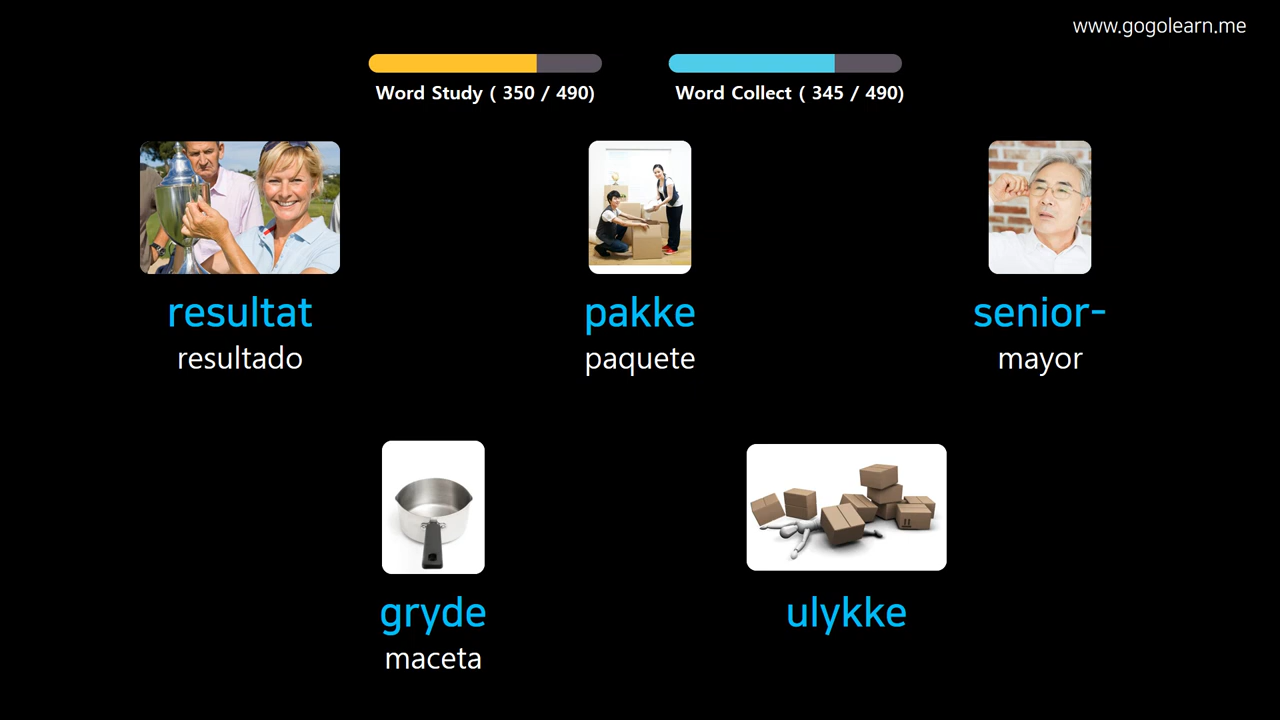 www.gogolearn.me
Word Study ( 350 / 490)
Word Collect ( 345 / 490)
resultat
resultado
pakke
paquete
senior-
mayor
gryde
maceta
ulykke